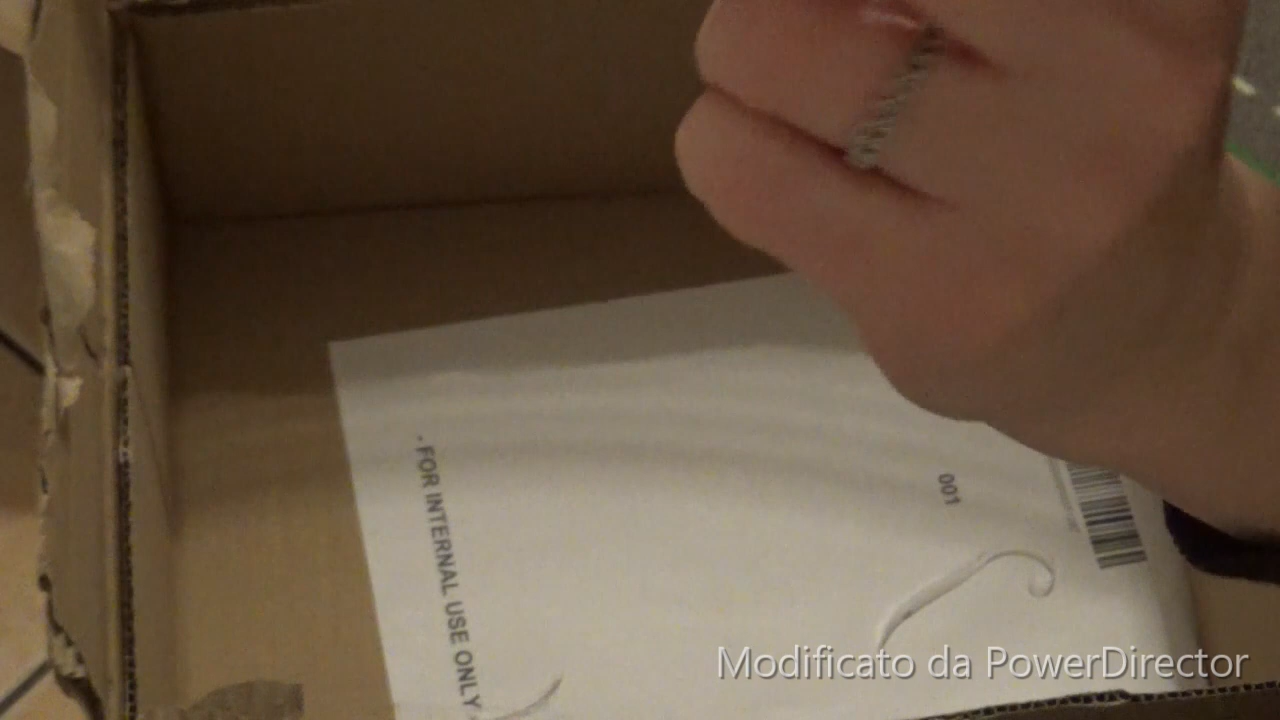 - FOR INTERNAL USE ONLY -
001
Modificato da PowerDirector